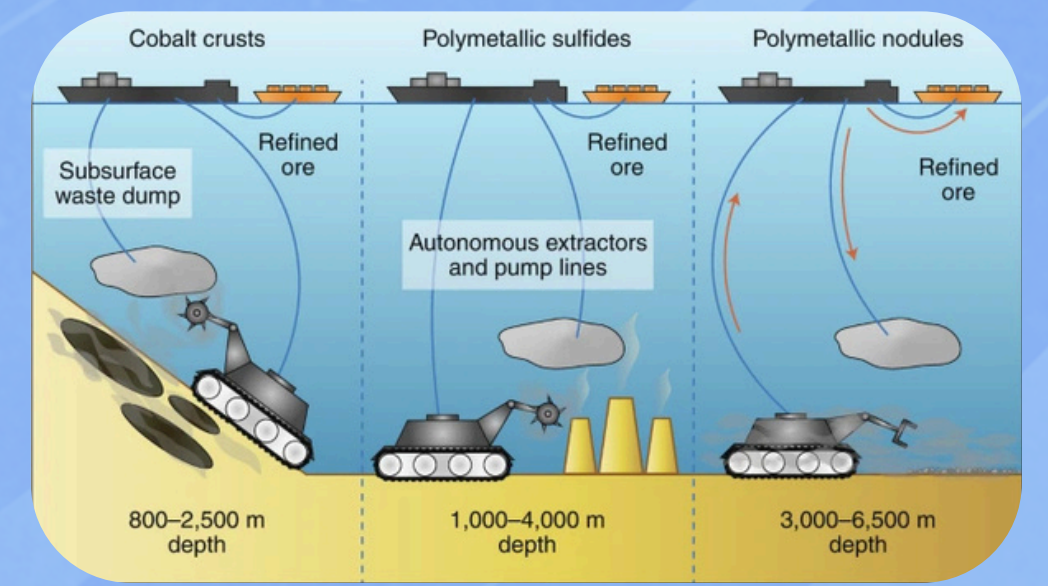 Cobalt crusts
Polymetallic sulfides
Polymetallic nodules
Refined
ore
Refined
ore
Refined
ore
Subsurface
waste dump
Autonomous extractors
and pump lines
800–2,500 m
depth
1,000–4,000 m
depth
3,000–6,500 m
depth